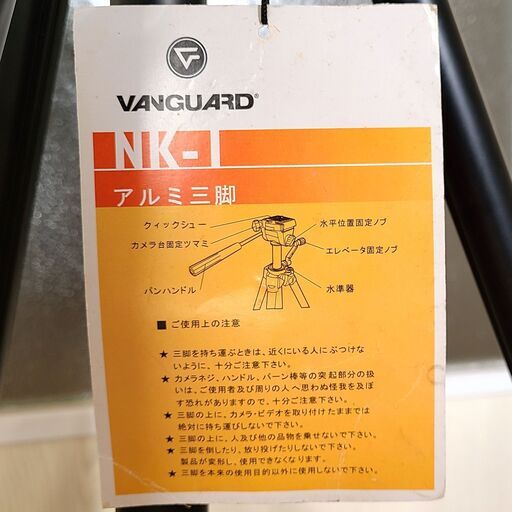 VANGUARD®
NK-1
アルミ三脚
クィックシュー
カメラ台固定ツマミ
パンハンドル
水平位置固定ノブ
エレベータ固定ノブ
水準器
■ ご使用上の注意
★ 三脚を持ち運ぶときは、近くにいる人にぶつけな
いように、十分ご注意下さい。
★ カメラネジ、ハンドル、パーン棒等の突起部分の扱
いは、ご使用者及び周りの人へ思わぬ怪我を及ぼ
す恐れがありますので、十分ご注意下さい。
★ 三脚の上に、カメラ・ビデオを取り付けたままでは
絶対に持ち運びしないで下さい。
★ 三脚の上に、人及び他の品物を乗せないで下さい。
★ 三脚を倒したり、放り投げたりしないで下さい。
製品が変形し、使用できなくなります。
★ 三脚を本来の使用目的以外に使用しないで下さい。